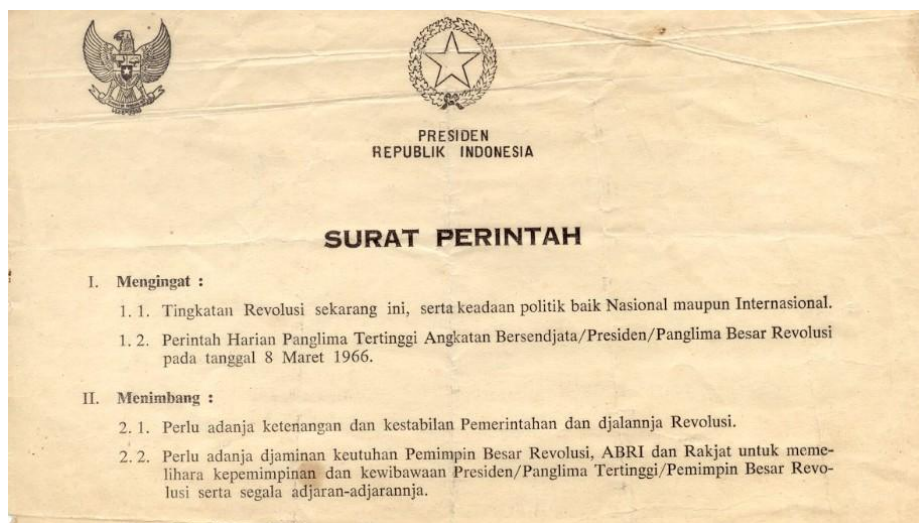 PRESIDEN
REPUBLIK INDONESIA
SURAT PERINTAH
I. Mengingat :
1. 1. Tingkatan Revolusi sekarang ini, serta keadaan politik baik Nasional maupun Internasional.
1. 2. Perintah Harian Panglima Tertinggi Angkatan Bersendjata/Presiden/Panglima Besar Revolusi
pada tanggal 8 Maret 1966.
II. Menimbang :
2. 1. Perlu adanja ketenangan dan kestabilan Pemerintahan dan djalannja Revolusi.
2. 2. Perlu adanja djaminan keutuhan Pemimpin Besar Revolusi, ABRI dan Rakjat untuk meme-
lihara kepemimpinan dan kewibawaan Presiden/Panglima Tertinggi/Pemimpin Besar Revo-
lusi serta segala adjaran-adjarannja.